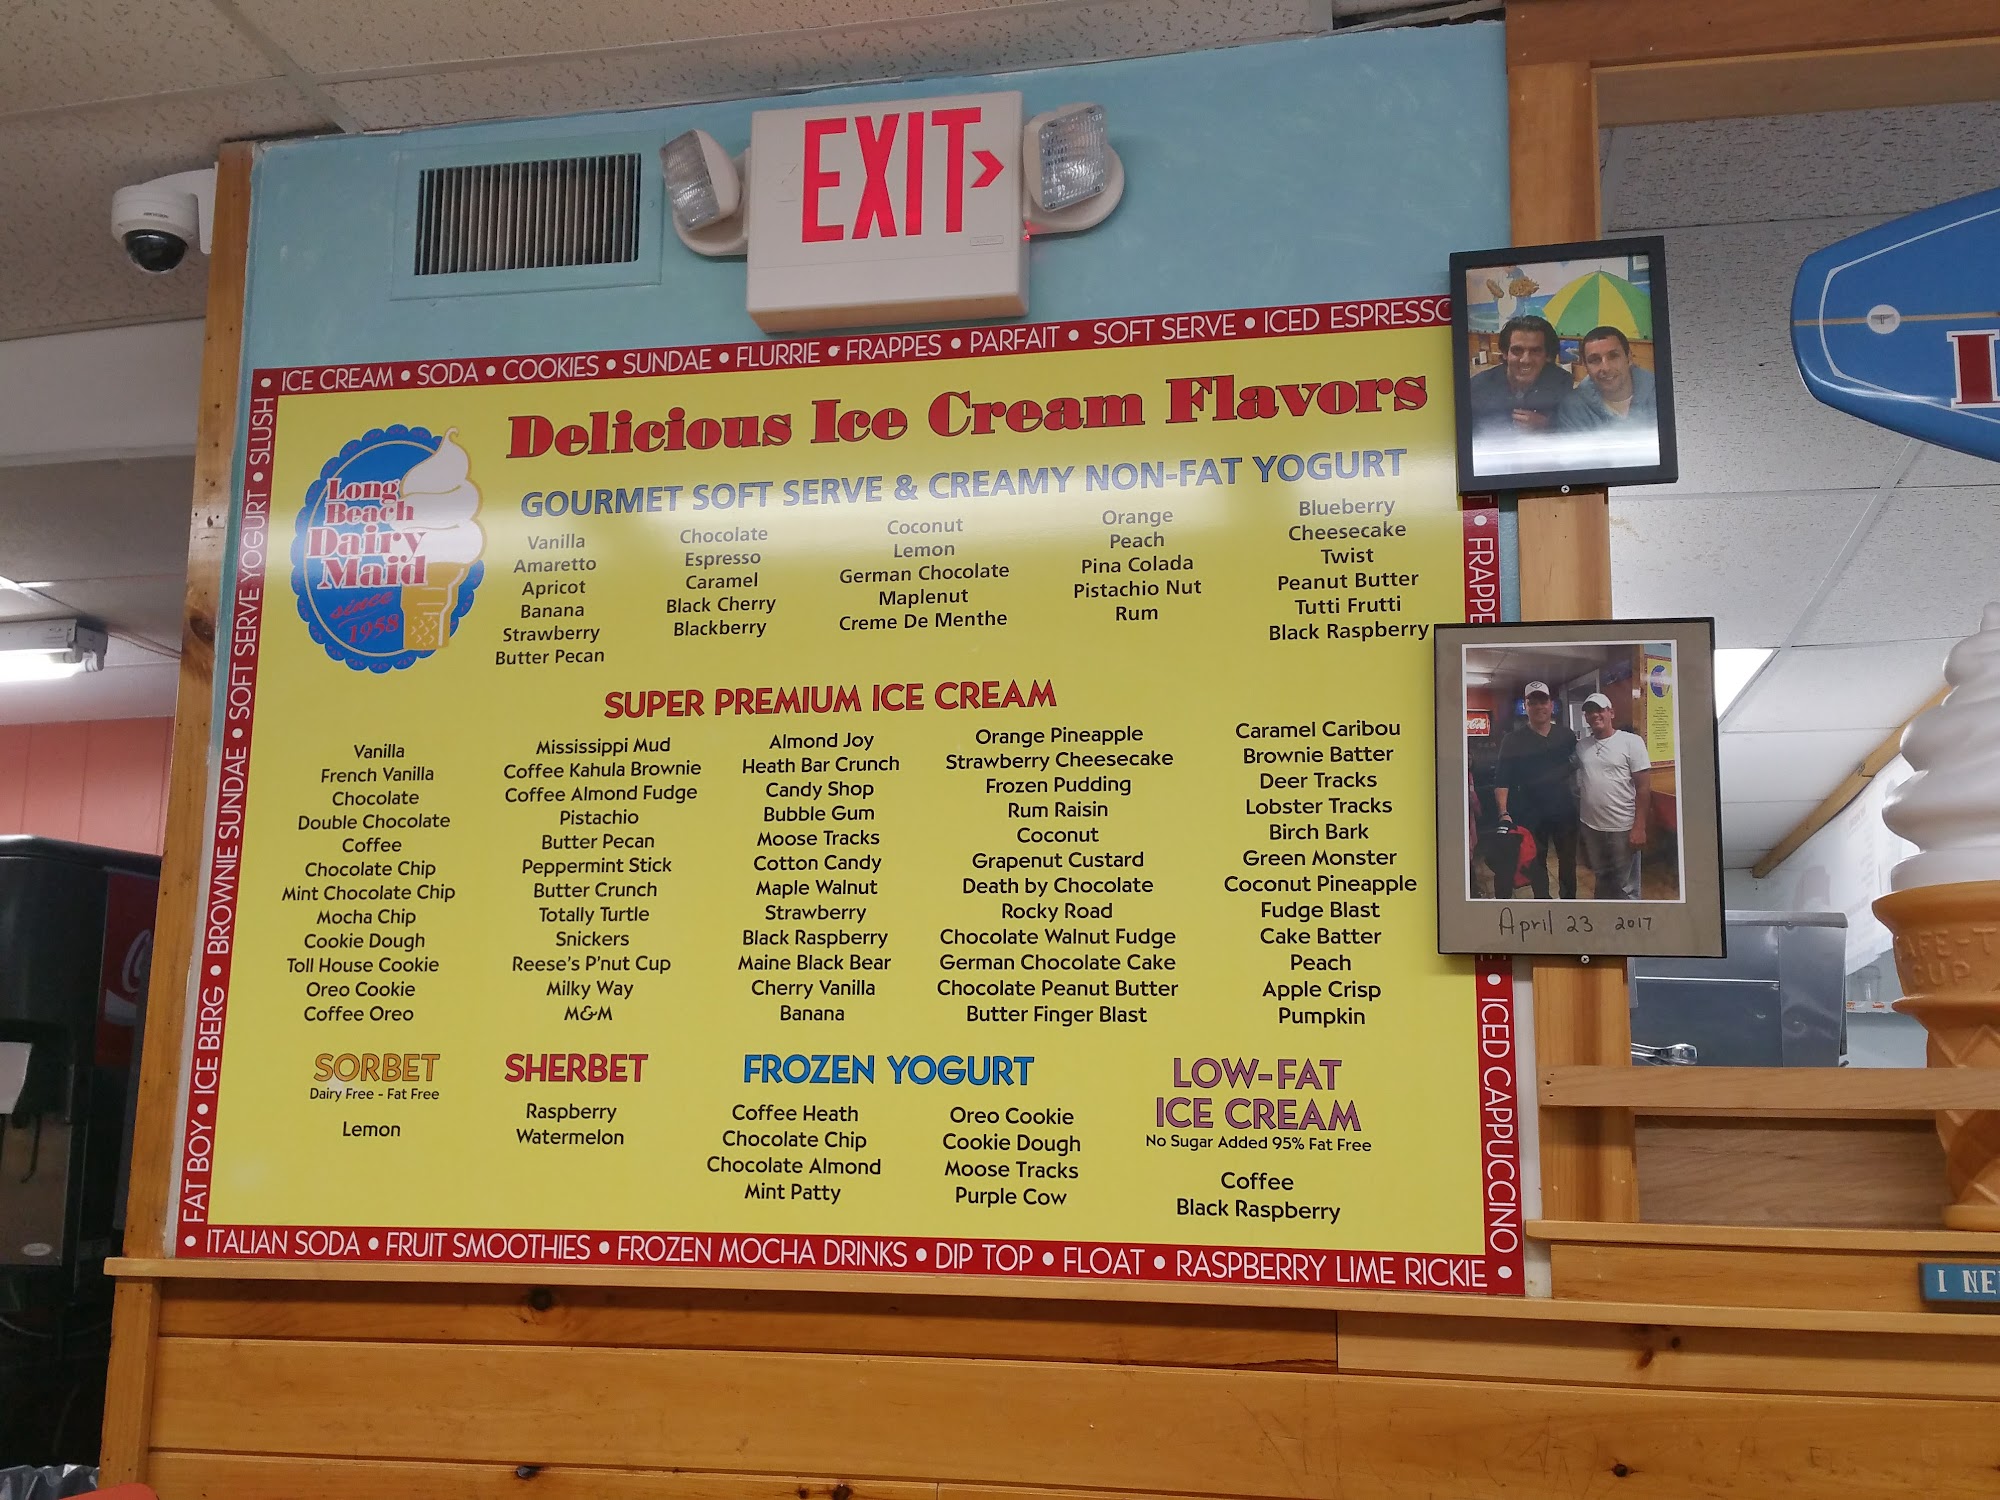 EXIT
HIKVISION
• ICE CREAM • SODA • COOKIES • SUNDAE • FLURRIE • FRAPPES • PARFAIT • SOFT SERVE • ICED ESPRESSO
FAT BOY • ICE BERG • BROWNIE SUNDAE • SOFT SERVE YOGURT • SLUSH
Delicious Ice Cream Flavors
Long
Beach
Dairy
Maid
since
1958
GOURMET SOFT SERVE & CREAMY NON-FAT YOGURT
Vanilla
Amaretto
Apricot
Banana
Strawberry
Butter Pecan
Chocolate
Espresso
Caramel
Black Cherry
Blackberry
Coconut
Lemon
German Chocolate
Maplenut
Creme De Menthe
Orange
Peach
Pina Colada
Pistachio Nut
Rum
Blueberry
Cheesecake
Twist
Peanut Butter
Tutti Frutti
Black Raspberry
SUPER PREMIUM ICE CREAM
Vanilla
French Vanilla
Chocolate
Double Chocolate
Coffee
Chocolate Chip
Mint Chocolate Chip
Mocha Chip
Cookie Dough
Toll House Cookie
Oreo Cookie
Coffee Oreo
Mississippi Mud
Coffee Kahula Brownie
Coffee Almond Fudge
Pistachio
Butter Pecan
Peppermint Stick
Butter Crunch
Totally Turtle
Snickers
Reese's P'nut Cup
Milky Way
M&M
Almond Joy
Heath Bar Crunch
Candy Shop
Bubble Gum
Moose Tracks
Cotton Candy
Maple Walnut
Strawberry
Black Raspberry
Maine Black Bear
Cherry Vanilla
Banana
Orange Pineapple
Strawberry Cheesecake
Frozen Pudding
Rum Raisin
Coconut
Grapenut Custard
Death by Chocolate
Rocky Road
Chocolate Walnut Fudge
German Chocolate Cake
Chocolate Peanut Butter
Butter Finger Blast
Caramel Caribou
Brownie Batter
Deer Tracks
Lobster Tracks
Birch Bark
Green Monster
Coconut Pineapple
Fudge Blast
Cake Batter
Peach
Apple Crisp
Pumpkin
SORBET
Dairy Free - Fat Free
Lemon
SHERBET
Raspberry
Watermelon
FROZEN YOGURT
Coffee Heath
Chocolate Chip
Chocolate Almond
Mint Patty
Oreo Cookie
Cookie Dough
Moose Tracks
Purple Cow
LOW-FAT
ICE CREAM
No Sugar Added 95% Fat Free
Coffee
Black Raspberry
• FRAPPE
• ICED CAPPUCCINO
• ITALIAN SODA • FRUIT SMOOTHIES • FROZEN MOCHA DRINKS • DIP TOP • FLOAT • RASPBERRY LIME RICKIE •
April 23 2017
CUP
I NE